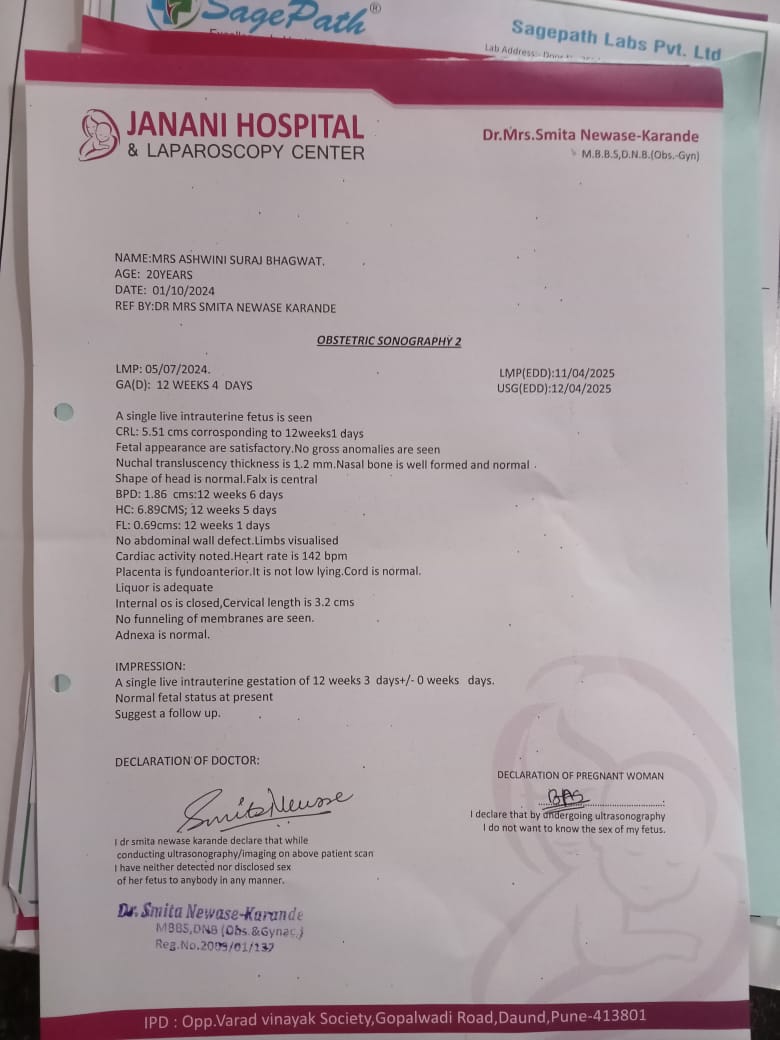 SagePath®
Sagepath Labs Pvt. Ltd
Lab Address:-
JANANI HOSPITAL
& LAPAROSCOPY CENTER
Dr.Mrs.Smita Newase-Karande
M.B.B.S,D.N.B.(Obs.-Gyn)
NAME:MRS ASHWINI SURAJ BHAGWAT.
AGE: 20YEARS
DATE: 01/10/2024
REF BY:DR MRS SMITA NEWASE KARANDE
OBSTETRIC SONOGRAPHY 2
LMP: 05/07/2024.
LMP(EDD):11/04/2025
GA(D): 12 WEEKS 4 DAYS
USG(EDD):12/04/2025
A single live intrauterine fetus is seen
CRL: 5.51 cms corrosponding to 12weeks1 days
Fetal appearance are satisfactory.No gross anomalies are seen
Nuchal transluscency thickness is 1.2 mm.Nasal bone is well formed and normal .
Shape of head is normal.Falx is central
BPD: 1.86 cms:12 weeks 6 days
HC: 6.89CMS; 12 weeks 5 days
FL: 0.69cms: 12 weeks 1 days
No abdominal wall defect.Limbs visualised
Cardiac activity noted.Heart rate is 142 bpm
Placenta is fundoanterior.It is not low lying.Cord is normal.
Liquor is adequate
Internal os is closed,Cervical length is 3.2 cms
No funneling of membranes are seen.
Adnexa is normal.
IMPRESSION:
A single live intrauterine gestation of 12 weeks 3 days+/- 0 weeks days.
Normal fetal status at present
Suggest a follow up.
DECLARATION OF DOCTOR:
Smita Newase
I dr smita newase karande declare that while
conducting ultrasonography/imaging on above patient scan
I have neither detected nor disclosed sex
of her fetus to anybody in any manner.
DECLARATION OF PREGNANT WOMAN
BAS
I declare that by undergoing ultrasonography
I do not want to know the sex of my fetus.
Dr. Smita Newase-Karande
MBBS,DNB (Obs.&Gynac.)
Reg.No.2009/01/137
IPD : Opp.Varad vinayak Society,Gopalwadi Road,Daund,Pune-413801